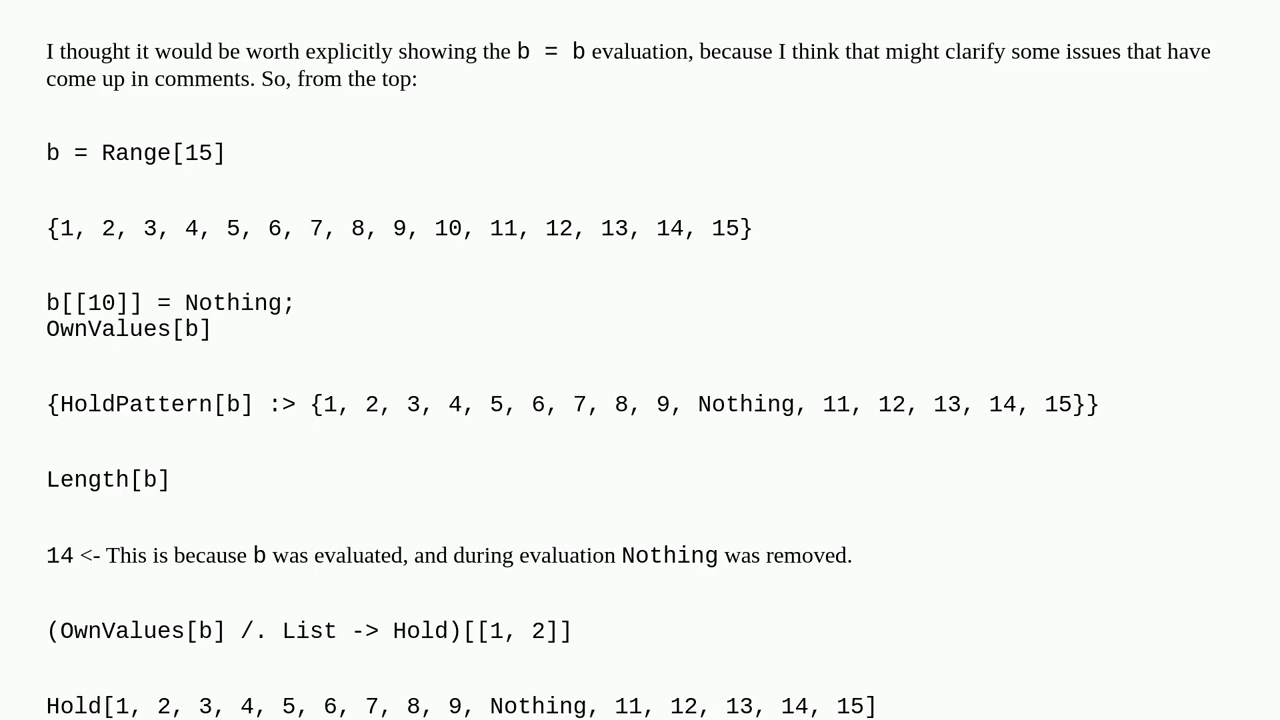 I thought it would be worth explicitly showing the b = b evaluation, because I think that might clarify some issues that have
come up in comments. So, from the top:
b = Range[15]
{1, 2, 3, 4, 5, 6, 7, 8, 9, 10, 11, 12, 13, 14, 15}
b[[10]] = Nothing;
OwnValues[b]
{HoldPattern[b] :> {1, 2, 3, 4, 5, 6, 7, 8, 9, Nothing, 11, 12, 13, 14, 15}}
Length[b]
14 <- This is because b was evaluated, and during evaluation Nothing was removed.
(OwnValues[b] /. List -> Hold)[[1, 2]]
Hold[1, 2, 3, 4, 5, 6, 7, 8, 9, Nothing, 11, 12, 13, 14, 15]